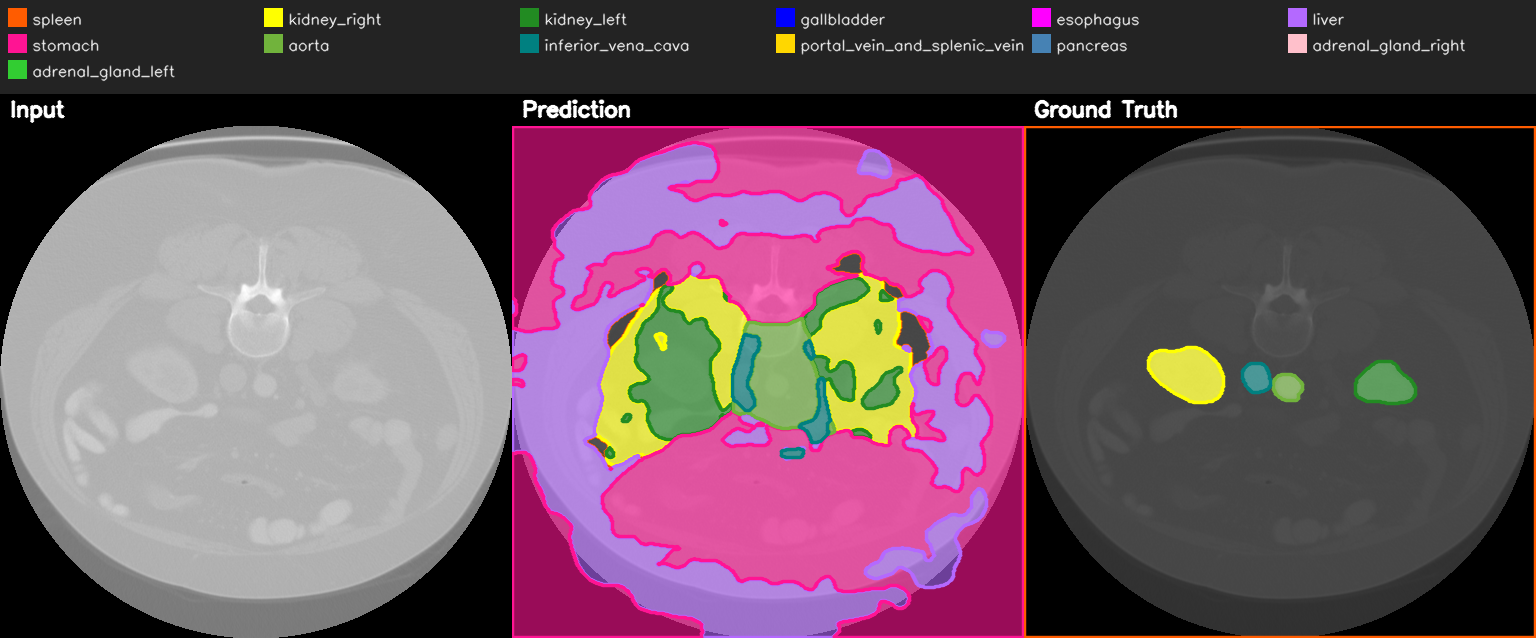 spleen kidney_right kidney_left gallbladder esophagus liver
stomach aorta inferior_vena_cava portal_vein_and_splenic_vein pancreas adrenal_gland_right
adrenal_gland_left
Input Prediction Ground Truth